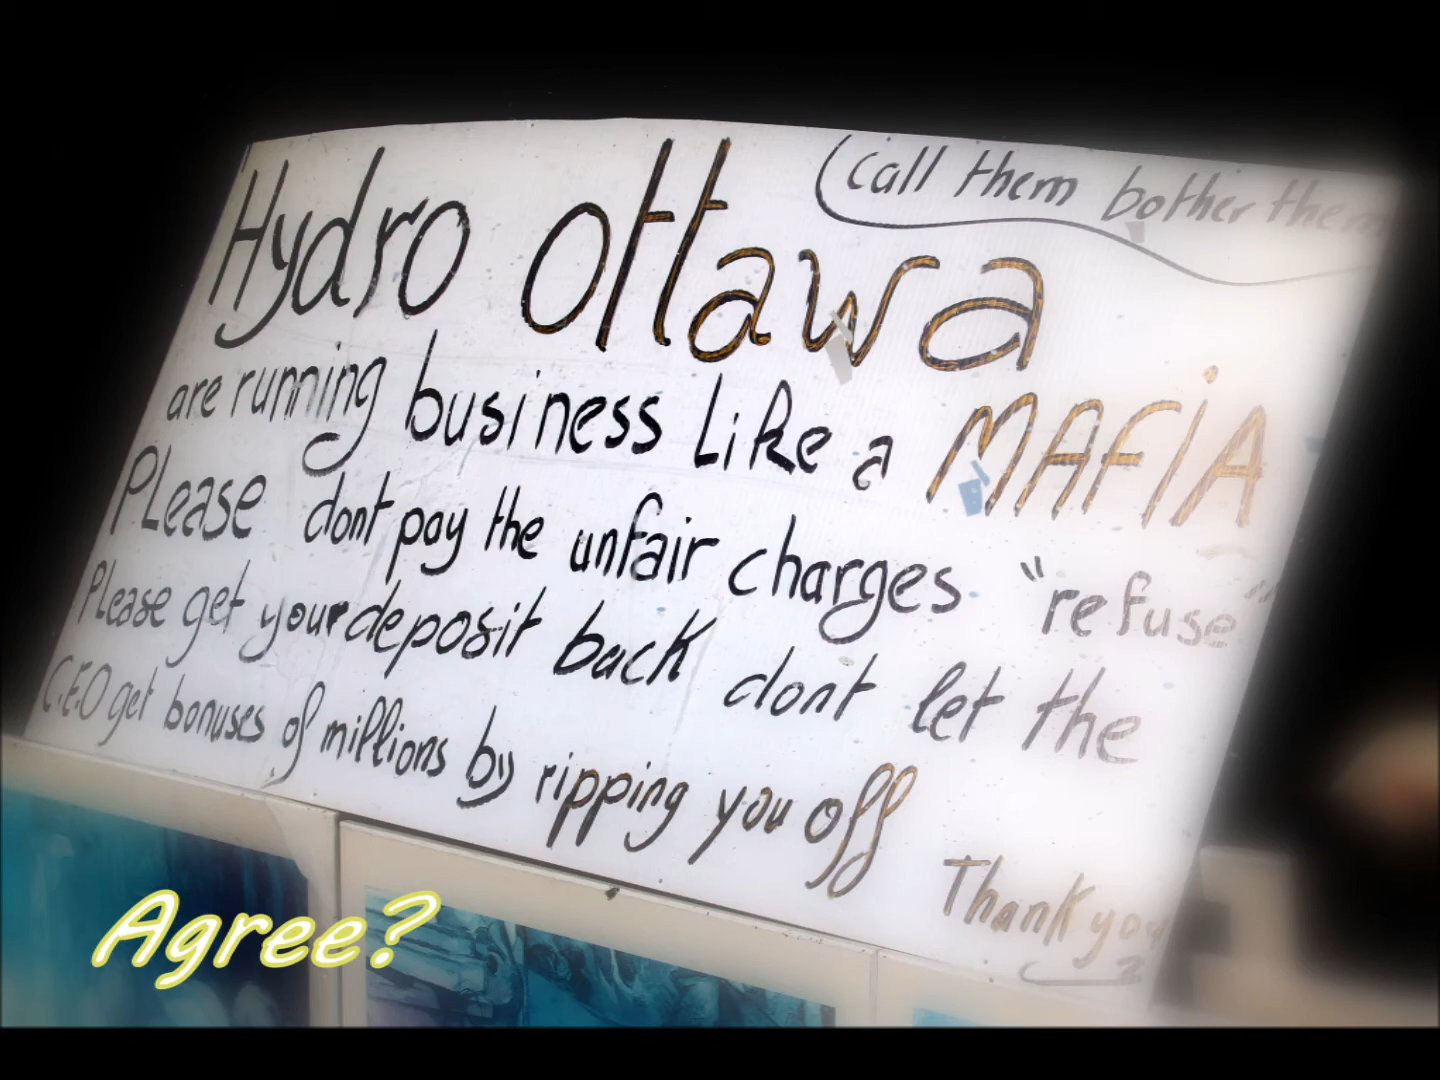 call them bother them
Hydro Ottawa
are running business Like a MAFIA
PLease dont pay the unfair charges "refuse"
Please get your deposit back dont let the
C.E.O get bonuses of millions by ripping you off
Thank you
Agree?